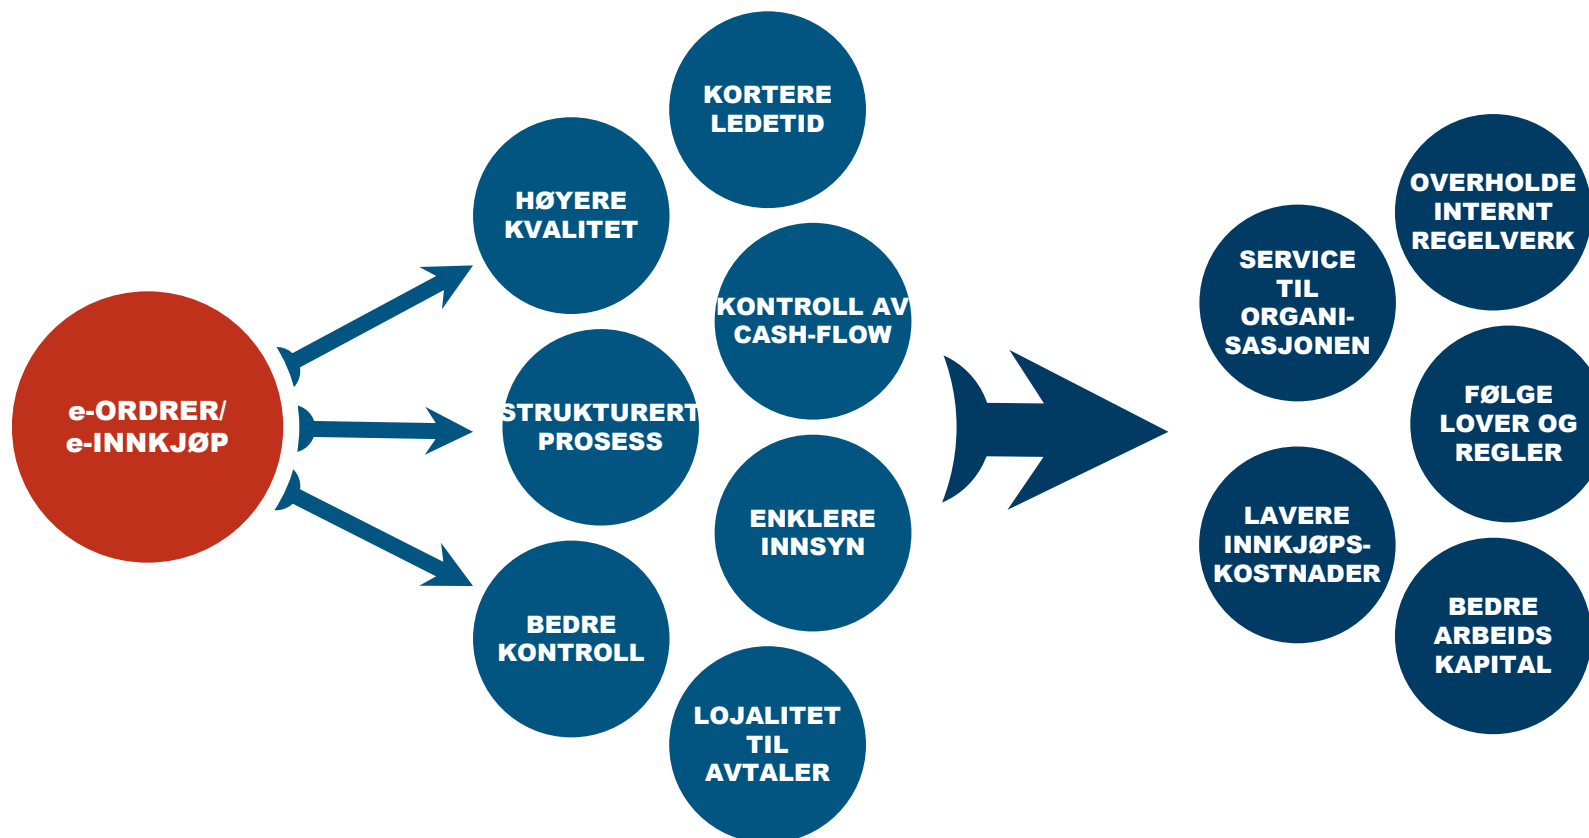 e-ORDRER/
e-INNKJØP
HØYERE
KVALITET
STRUKTURERT
PROSESS
BEDRE
KONTROLL
KORTERE
LEDETID
KONTROLL AV
CASH-FLOW
ENKLERE
INNSYN
LOJALITET
TIL
AVTALER
SERVICE
TIL
ORGANI-
SASJONEN
LAVERE
INNKJØPS-
KOSTNADER
OVERHOLDE
INTERNT
REGELVERK
FØLGE
LOVER OG
REGLER
BEDRE
ARBEIDS
KAPITAL